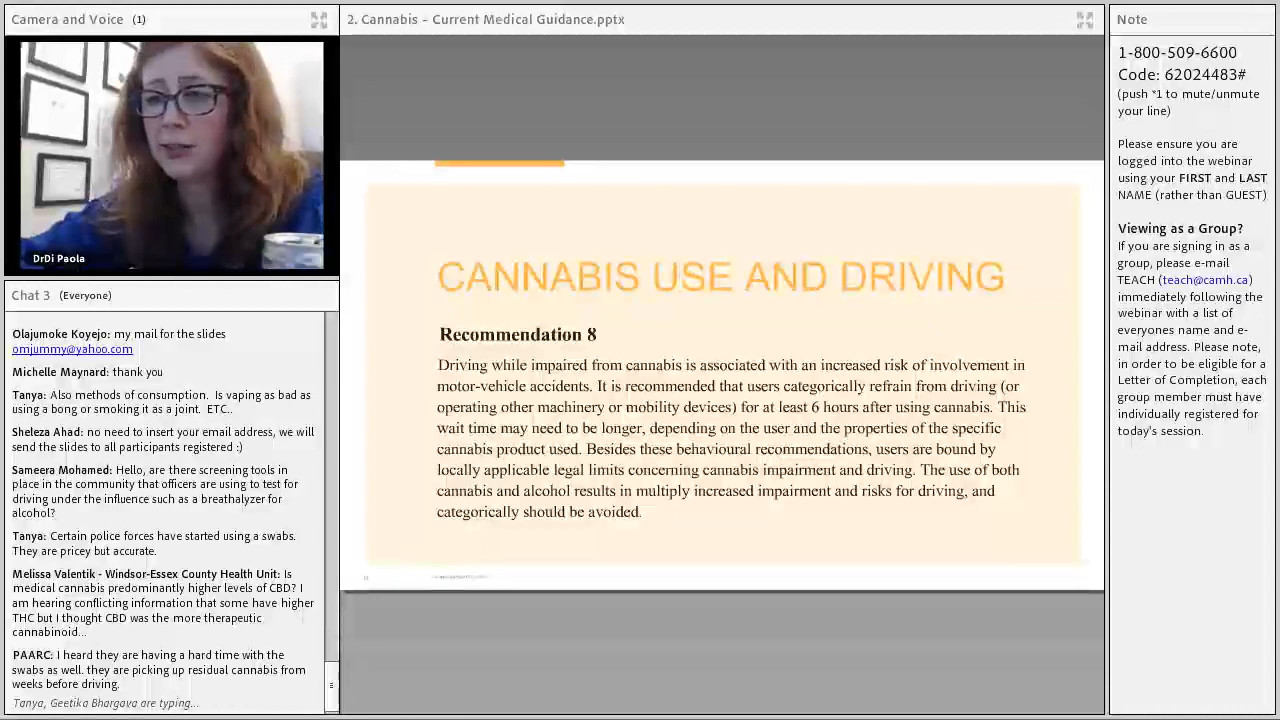 Camera and Voice (1)
DrDi Paola
Chat 3 (Everyone)
Olajumoke Koyejo: my mail for the slides
omjummy@yahoo.com
Michelle Maynard: thank you
Tanya: Also methods of consumption. Is vaping as bad as
using a bong or smoking it as a joint. ETC..
Sheleza Ahad: no need to insert your email address, we will
send the slides to all participants registered :)
Sameera Mohamed: Hello, are there screening tools in
place in the community that officers are using to test for
driving under the influence such as a breathalyzer for
alcohol?
Tanya: Certain police forces have started using a swabs.
They are pricey but accurate.
Melissa Valentik - Windsor-Essex County Health Unit: Is
medical cannabis predominantly higher levels of CBD? I
am hearing conflicting information that some have higher
THC but I thought CBD was the more therapeutic
cannabinoid...
PAARC: I heard they are having a hard time with the
swabs as well. they are picking up residual cannabis from
weeks before driving.
Tanya, Geetika Bhargava are typing...
2. Cannabis - Current Medical Guidance.pptx
CANNABIS USE AND DRIVING
Recommendation 8
Driving while impaired from cannabis is associated with an increased risk of involvement in
motor-vehicle accidents. It is recommended that users categorically refrain from driving (or
operating other machinery or mobility devices) for at least 6 hours after using cannabis. This
wait time may need to be longer, depending on the user and the properties of the specific
cannabis product used. Besides these behavioural recommendations, users are bound by
locally applicable legal limits concerning cannabis impairment and driving. The use of both
cannabis and alcohol results in multiply increased impairment and risks for driving, and
categorically should be avoided.
Note
1-800-509-6600
Code: 62024483#
(push *1 to mute/unmute
your line)
Please ensure you are
logged into the webinar
using your FIRST and LAST
NAME (rather than GUEST)
Viewing as a Group?
If you are signing in as a
group, please e-mail
TEACH (teach@camh.ca)
immediately following the
webinar with a list of
everyones name and e-
mail address. Please note,
in order to be eligible for a
Letter of Completion, each
group member must have
individually registered for
today's session.